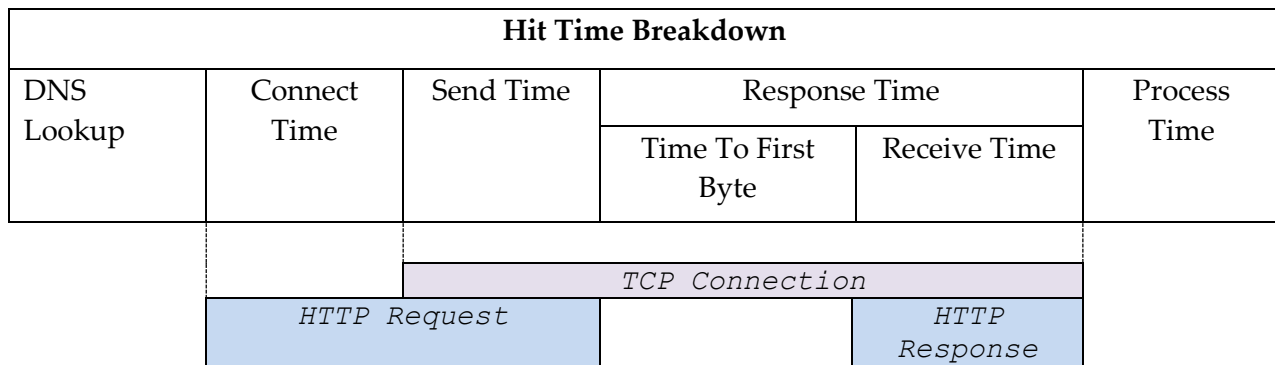 Hit Time Breakdown
DNS
Lookup
Connect
Time
Send Time
Response Time
Time To First
Byte
Receive Time
Process
Time
TCP Connection
HTTP Request
HTTP
Response